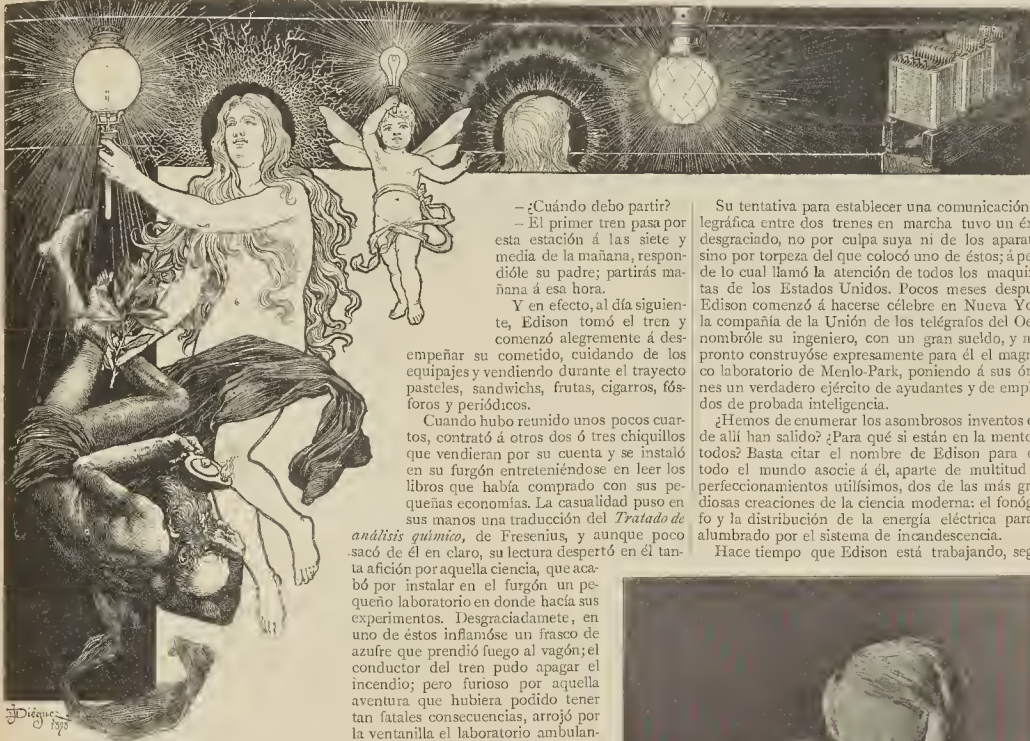 – ¿Cuándo debo partir?
– El primer tren pasa por
esta estación á las siete y
media de la mañana, respon-
dióle su padre; partirás ma-
ñana á esa hora.
Y en efecto, al día siguien-
te, Edison tomó el tren y
comenzó alegremente á des-
empeñar su cometido, cuidando de los
equipajes y vendiendo durante el trayecto
pasteles, sandwichs, frutas, cigarros, fós-
foros y periódicos.
Cuando hubo reunido unos pocos cuar-
tos, contrató á otros dos ó tres chiquillos
que vendieran por su cuenta y se instaló
en su furgón entreteniéndose en leer los
libros que había comprado con sus pe-
queñas economías. La casualidad puso en
sus manos una traducción del Tratado de
análisis químico, de Fresenius, y aunque poco
sacó de él en claro, su lectura despertó en él tan-
ta afición por aquella ciencia, que aca-
bó por instalar en el furgón un pe-
queño laboratorio en donde hacía sus
experimentos. Desgraciadamete, en
uno de éstos inflamóse un frasco de
azufre que prendió fuego al vagón; el
conductor del tren pudo apagar el
incendio; pero furioso por aquella
aventura que hubiera podido tener
tan fatales consecuencias, arrojó por
la ventanilla el laboratorio ambulan-
Su tentativa para establecer una comunicación
legráfica entre dos trenes en marcha tuvo un éx
desgraciado, no por culpa suya ni de los apara
sino por torpeza del que colocó uno de éstos; á pe
de lo cual llamó la atención de todos los maquin
tas de los Estados Unidos. Pocos meses despu
Edison comenzó á hacerse célebre en Nueva Yo
la compañía de la Unión de los telégrafos del Oe
nombróle su ingeniero, con un gran sueldo, y m
pronto construyóse expresamente para él el magn
co laboratorio de Menlo-Park, poniendo á sus ór
nes un verdadero ejército de ayudantes y de empl
dos de probada inteligencia.
¿Hemos de enumerar los asombrosos inventos
de allí han salido? ¿Para qué si están en la mente
todos? Basta citar el nombre de Edison para
todo el mundo asocie á él, aparte de multitud
perfeccionamientos utilísimos, dos de las más gr
diosas creaciones de la ciencia moderna: el fonóg
fo y la distribución de la energía eléctrica para
alumbrado por el sistema de incandescencia.
Hace tiempo que Edison está trabajando, seg
J Diéguez
1893